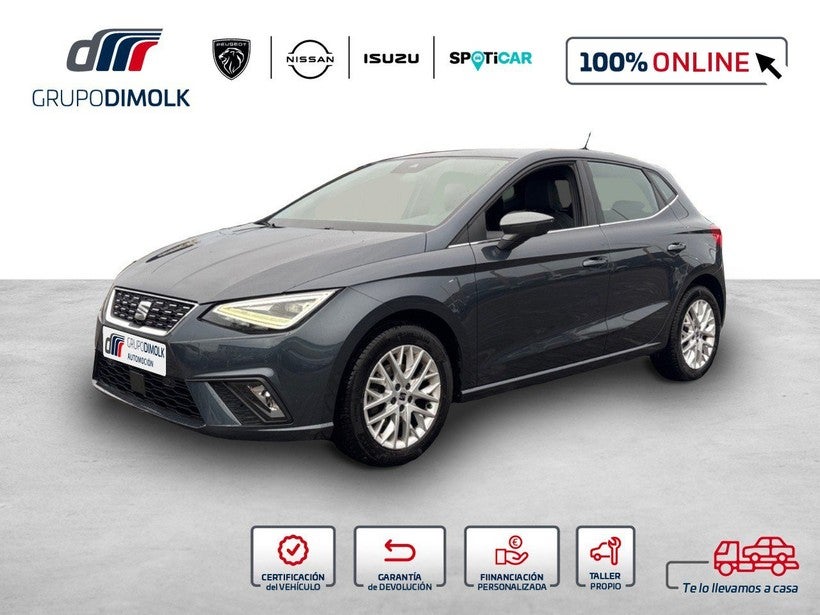 GRUPODIMOLK
PEUGEOT
NISSAN
ISUZU
SPOTICAR
100% ONLINE
GRUPODIMOLK
AUTOMOCIÓN
CERTIFICACIÓN
del VEHÍCULO
GARANTÍA
de DEVOLUCIÓN
€
FIINANCIACIÓN
PERSONALIZADA
TALLER
PROPIO
Te lo llevamos a casa